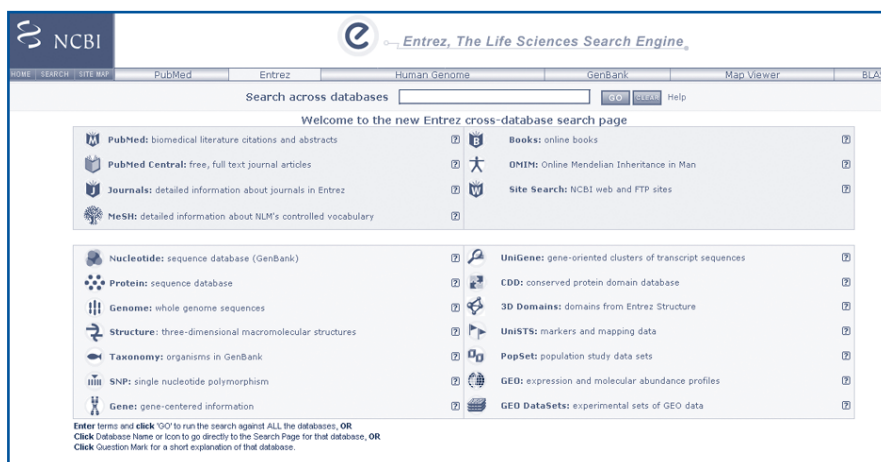 NCBI
e
Entrez, The Life Sciences Search Engine
HOME SEARCH SITE MAP PubMed Entrez Human Genome GenBank Map Viewer BLA
Search across databases GO CLEAR Help
Welcome to the new Entrez cross-database search page
M PubMed: biomedical literature citations and abstracts ?
B Books: online books ?
PubMed Central: free, full text journal articles ?
OMIM: Online Mendelian Inheritance in Man ?
J Journals: detailed information about journals in Entrez ?
W Site Search: NCBI web and FTP sites ?
MeSH: detailed information about NLM's controlled vocabulary ?
Nucleotide: sequence database (GenBank) ?
UniGene: gene-oriented clusters of transcript sequences ?
Protein: sequence database ?
CDD: conserved protein domain database ?
Genome: whole genome sequences ?
3D Domains: domains from Entrez Structure ?
Structure: three-dimensional macromolecular structures ?
UniSTS: markers and mapping data ?
Taxonomy: organisms in GenBank ?
PopSet: population study data sets ?
SNP: single nucleotide polymorphism ?
GEO: expression and molecular abundance profiles ?
Gene: gene-centered information ?
GEO DataSets: experimental sets of GEO data ?
Enter terms and click 'GO' to run the search against ALL the databases, OR
Click Database Name or Icon to go directly to the Search Page for that database, OR
Click Question Mark for a short explanation of that database.